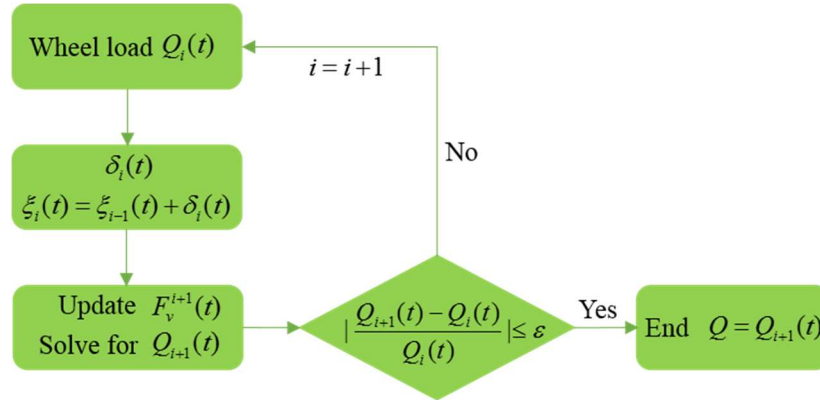 Wheel load Q_i(t)
i = i+1
δ_i(t)
ξ_i(t) = ξ_{i-1}(t) + δ_i(t)
No
Update F_v^{i+1}(t)
Solve for Q_{i+1}(t)
|\frac{Q_{i+1}(t) − Q_i(t)}{Q_i(t)}| ≤ ε
Yes
End Q = Q_{i+1}(t)